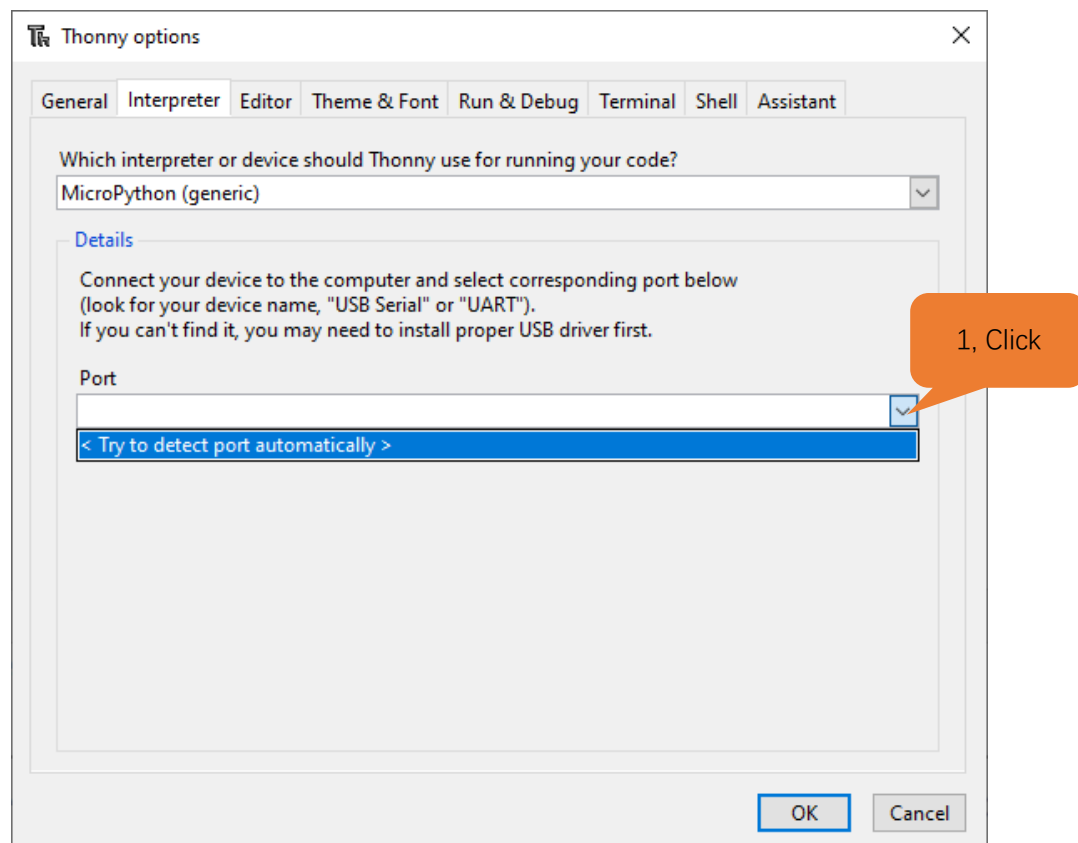 Thonny options
General Interpreter Editor Theme & Font Run & Debug Terminal Shell Assistant
Which interpreter or device should Thonny use for running your code?
MicroPython (generic)
Details
Connect your device to the computer and select corresponding port below
(look for your device name, "USB Serial" or "UART").
If you can't find it, you may need to install proper USB driver first.
1, Click
Port
< Try to detect port automatically >
OK Cancel